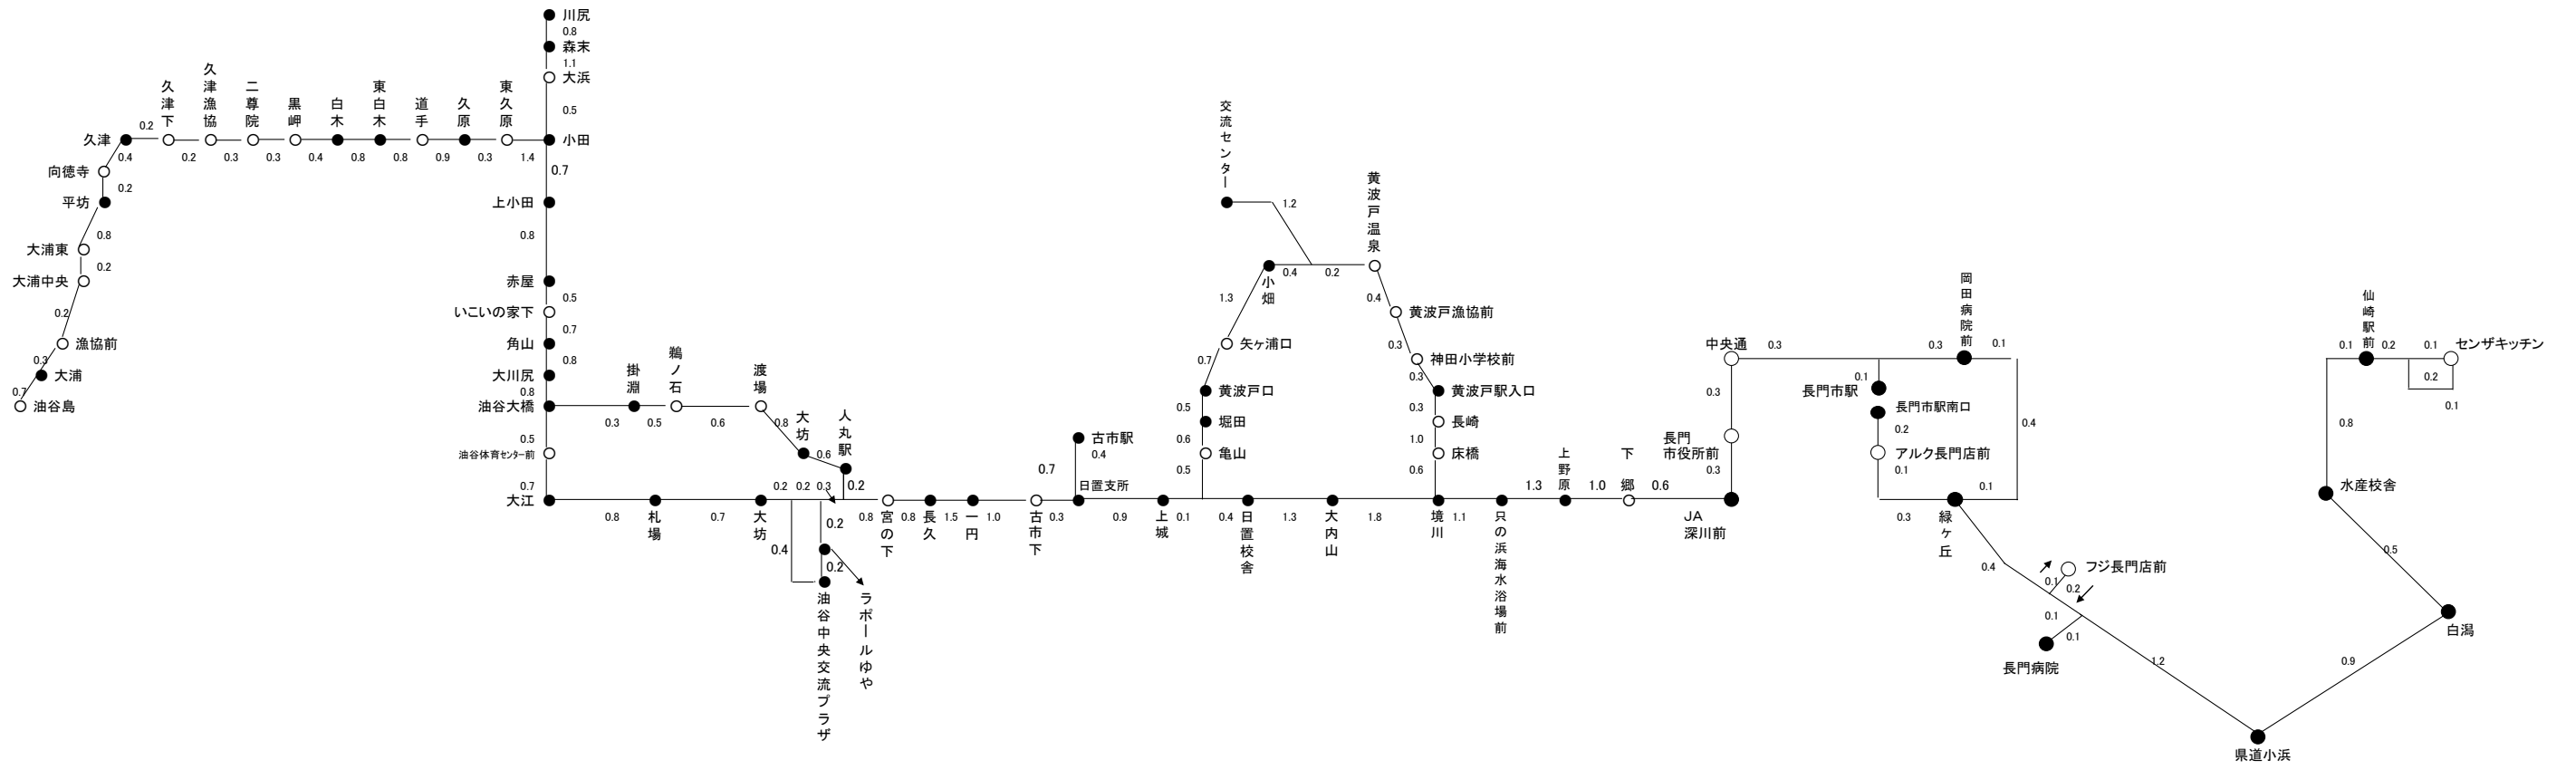 川尻
0.8
森末
1.1
大浜
0.5
小田
0.7
上小田
0.8
赤屋
0.5
いこいの家下
0.7
角山
0.8
大川尻
0.8
油谷大橋
0.5
油谷体育センター前
0.7
大江
東久原
1.4
久原
0.3
道手
0.9
東白木
0.8
白木
0.8
黒岬
0.4
二尊院
0.3
久津漁協
0.3
久津下
0.2
久津
0.2
0.4
向徳寺
0.2
平坊
0.8
大浦東
0.2
大浦中央
0.2
漁協前
0.3
大浦
0.7
油谷島
掛淵
0.3
鵜ノ石
0.5
渡場
0.6
0.8
大坊
0.6
人丸駅
0.2
0.8
札場
0.7
大坊
0.2
0.2
0.3
0.4
0.2
0.2
油谷中央交流プラザ
ラポールゆや
0.8
宮の下
0.8
長久
1.5
一円
1.0
古市下
0.3
0.7
古市駅
0.4
日置支所
0.9
上城
0.1
0.4
日置校舎
1.3
大内山
1.8
境川
1.1
只の浜海水浴場前
1.3
上野原
1.0
下郷
0.6
JA
深川前
交流センター
1.2
小畑
0.4
0.2
黄波戸温泉
1.3
矢ヶ浦口
0.7
黄波戸口
0.5
堀田
0.6
亀山
0.5
0.4
黄波戸漁協前
0.3
神田小学校前
0.3
黄波戸駅入口
0.3
長崎
1.0
床橋
0.6
中央通
0.3
長門
市役所前
0.3
0.3
0.3
岡田病院前
0.1
0.1
長門市駅
長門市駅南口
0.2
アルク長門店前
0.1
0.4
0.1
0.3
緑ヶ丘
0.4
フジ長門店前
0.1
0.2
0.1
0.1
長門病院
1.2
県道小浜
0.9
白潟
0.5
水産校舎
0.8
仙崎駅前
0.1
0.2
0.1
センザキッチン
0.2
0.1